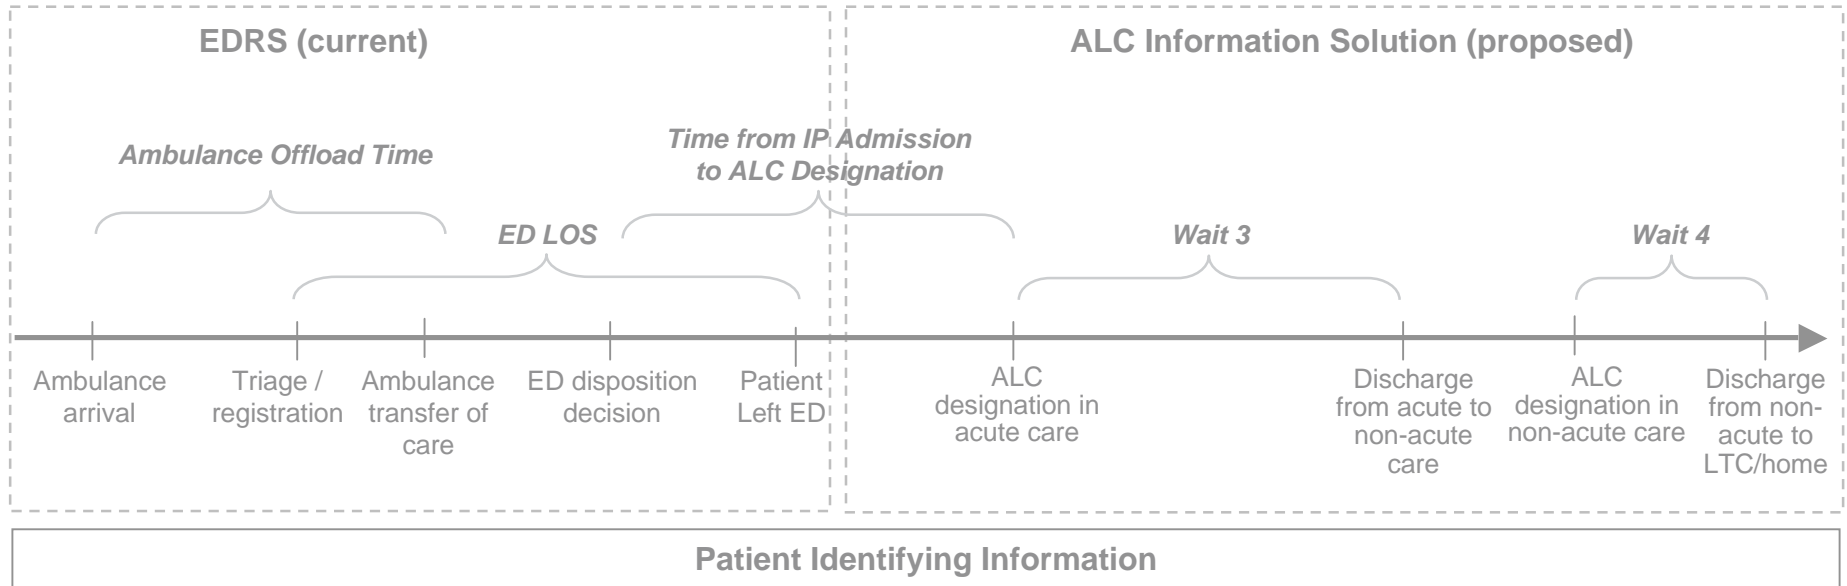 EDRS (current)
ALC Information Solution (proposed)
Ambulance Offload Time
Time from IP Admission
to ALC Designation
ED LOS
Wait 3
Wait 4
Ambulance
arrival
Triage /
registration
Ambulance
transfer of
care
ED disposition
decision
Patient
Left ED
ALC
designation in
acute care
Discharge
from acute to
non-acute
care
ALC
designation in
non-acute care
Discharge
from non-
acute to
LTC/home
Patient Identifying Information